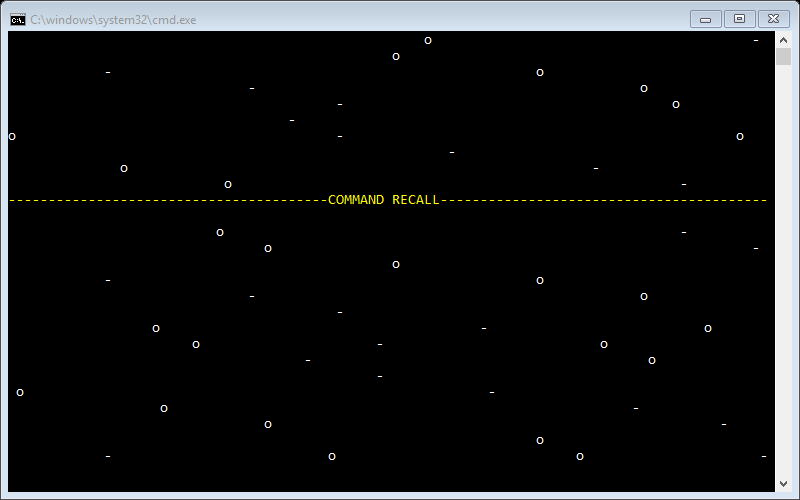 C:\windows\system32\cmd.exe
o -
o
- o
- o
- o
-
o - o
-
o -
o -
----------------------------------------COMMAND RECALL-----------------------------------------
o -
o -
o
- o
- o
-
o - o
o - o
- o
-
o -
o -
o -
o
- o o -